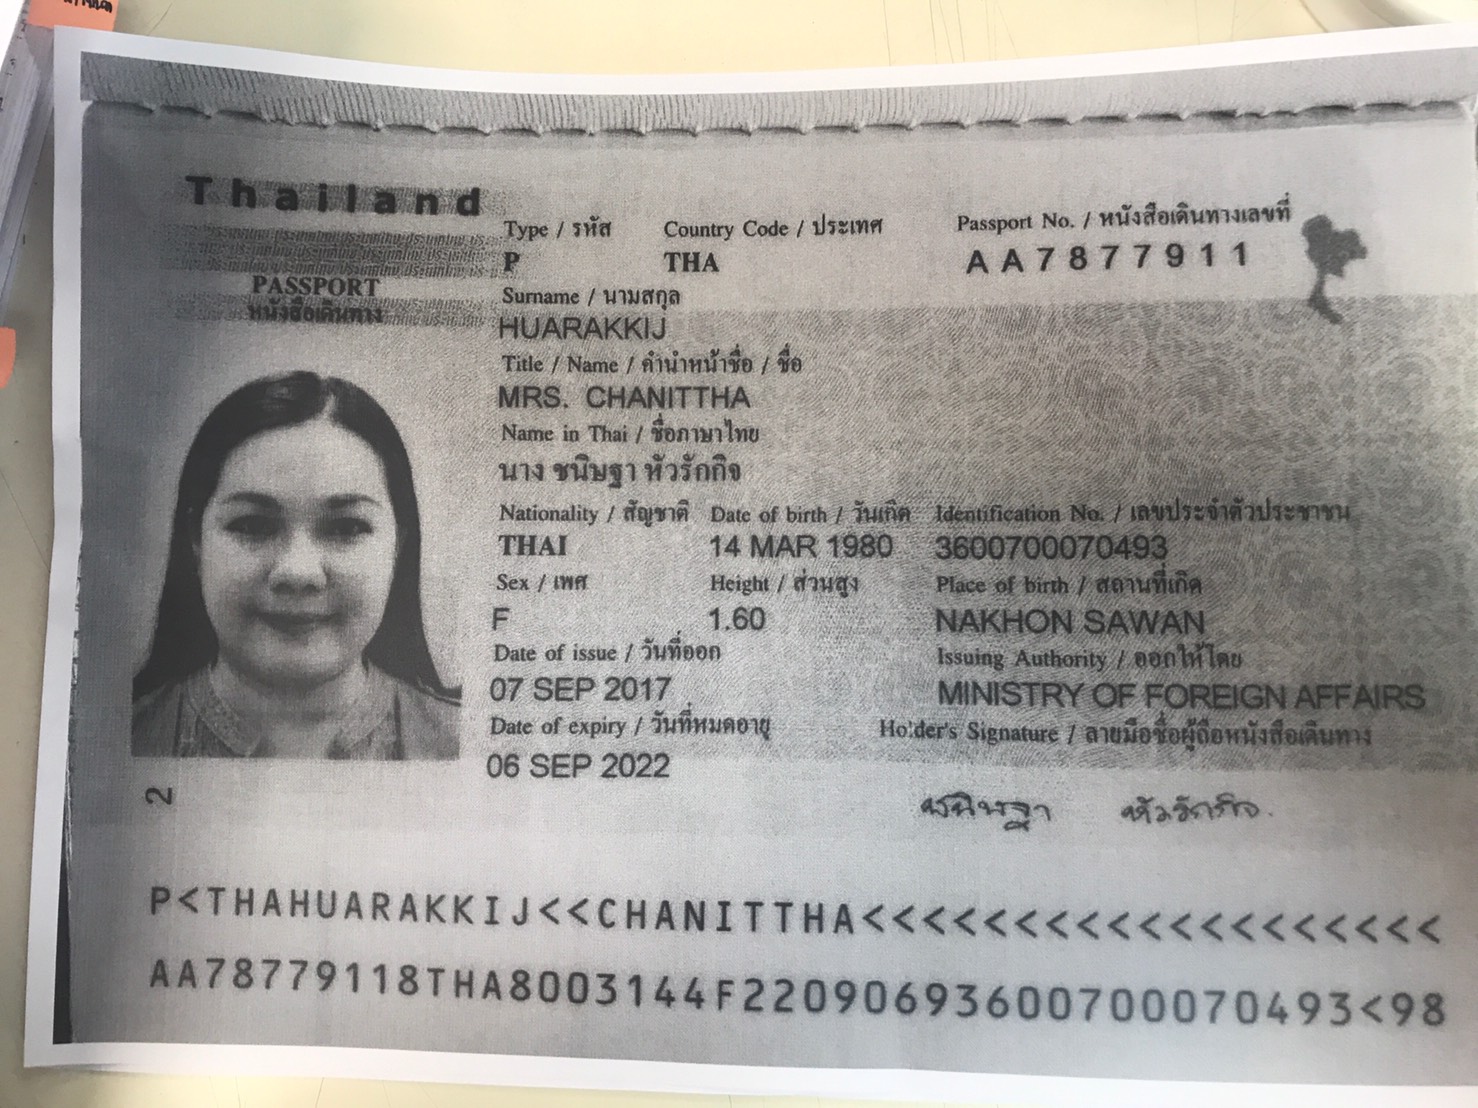 Thailand
PASSPORT
หนังสือเดินทาง
Type / รหัส Country Code / ประเทศ Passport No. / หนังสือเดินทางเลขที่
P THA AA7877911
Surname / นามสกุล
HUARAKKIJ
Title / Name / คำนำหน้าชื่อ / ชื่อ
MRS. CHANITTHA
Name in Thai / ชื่อภาษาไทย
นาง ชนิษฐา หัวรักกิจ
Nationality / สัญชาติ Date of birth / วันเกิด Identification No. / เลขประจำตัวประชาชน
THAI 14 MAR 1980 3600700070493
Sex / เพศ Height / ส่วนสูง Place of birth / สถานที่เกิด
F 1.60 NAKHON SAWAN
Date of issue / วันที่ออก Issuing Authority / ออกให้โดย
07 SEP 2017 MINISTRY OF FOREIGN AFFAIRS
Date of expiry / วันที่หมดอายุ Holder's Signature / ลายมือชื่อผู้ถือหนังสือเดินทาง
06 SEP 2022
2
ชนิษฐา หัวรักกิจ
P<THAHUARAKKIJ<<CHANITTHA<<<<<<<<<<<<<<<<<<<
AA78779118THA8003144F22090693600700070493<98